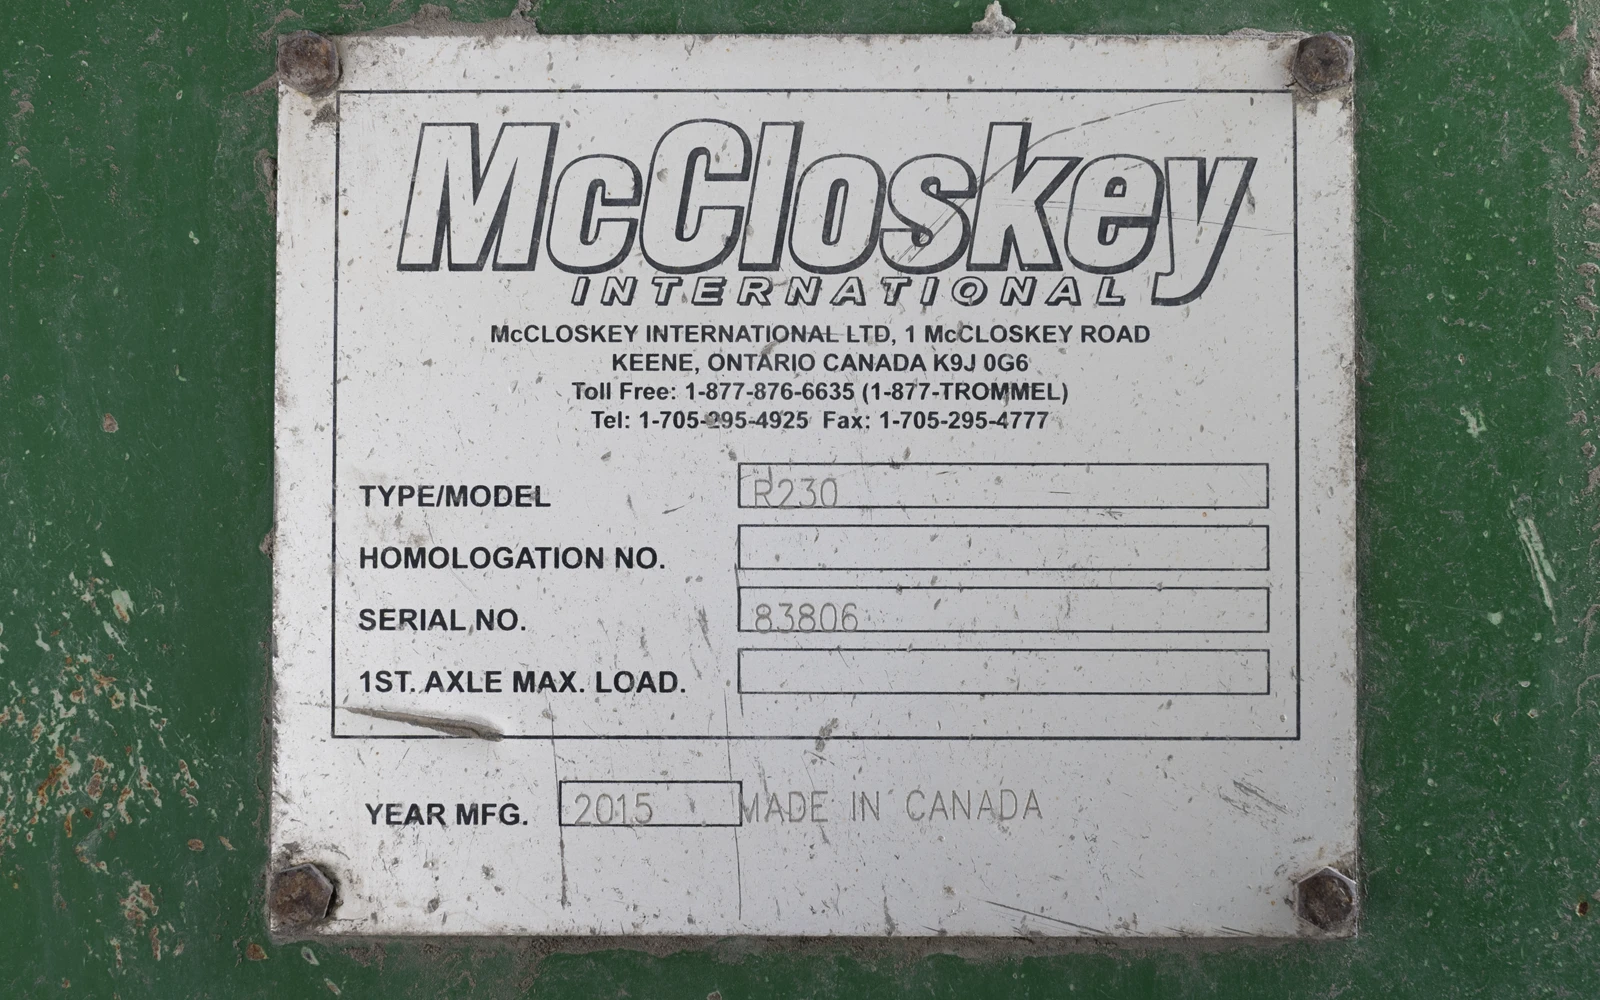 McCloskey
INTERNATIONAL
McCLOSKEY INTERNATIONAL LTD, 1 McCLOSKEY ROAD
KEENE, ONTARIO CANADA K9J 0G6
Toll Free: 1-877-876-6635 (1-877-TROMMEL)
Tel: 1-705-295-4925 Fax: 1-705-295-4777
TYPE/MODEL R230
HOMOLOGATION NO.
SERIAL NO. 83806
1ST. AXLE MAX. LOAD.
YEAR MFG. 2015 MADE IN CANADA